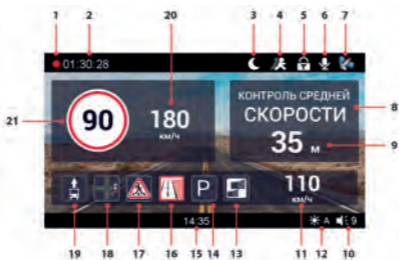 1 2 20 3 4 5 6 7
01:30:28
КОНТРОЛЬ СРЕДНЕЙ
8
21
90
180
СКОРОСТИ
км/ч
35 м
9
P
110
км/ч
14:35
A
9
19 18 17 16 15 14 13 11 12 10